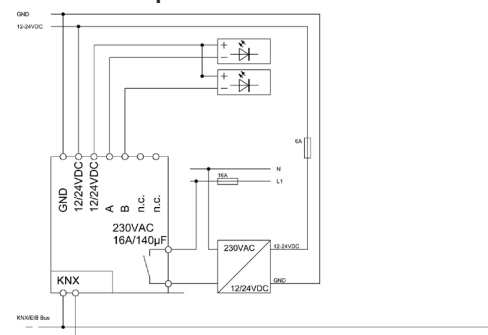 GND
12-24VDC
+
−
+
−
6A
N
16A
L1
GND
12/24VDC
12/24VDC
A
B
n.c.
n.c.
230VAC
16A/140µF
230VAC
12-24VDC
GND
12/24VDC
KNX
KNX/EIB Bus